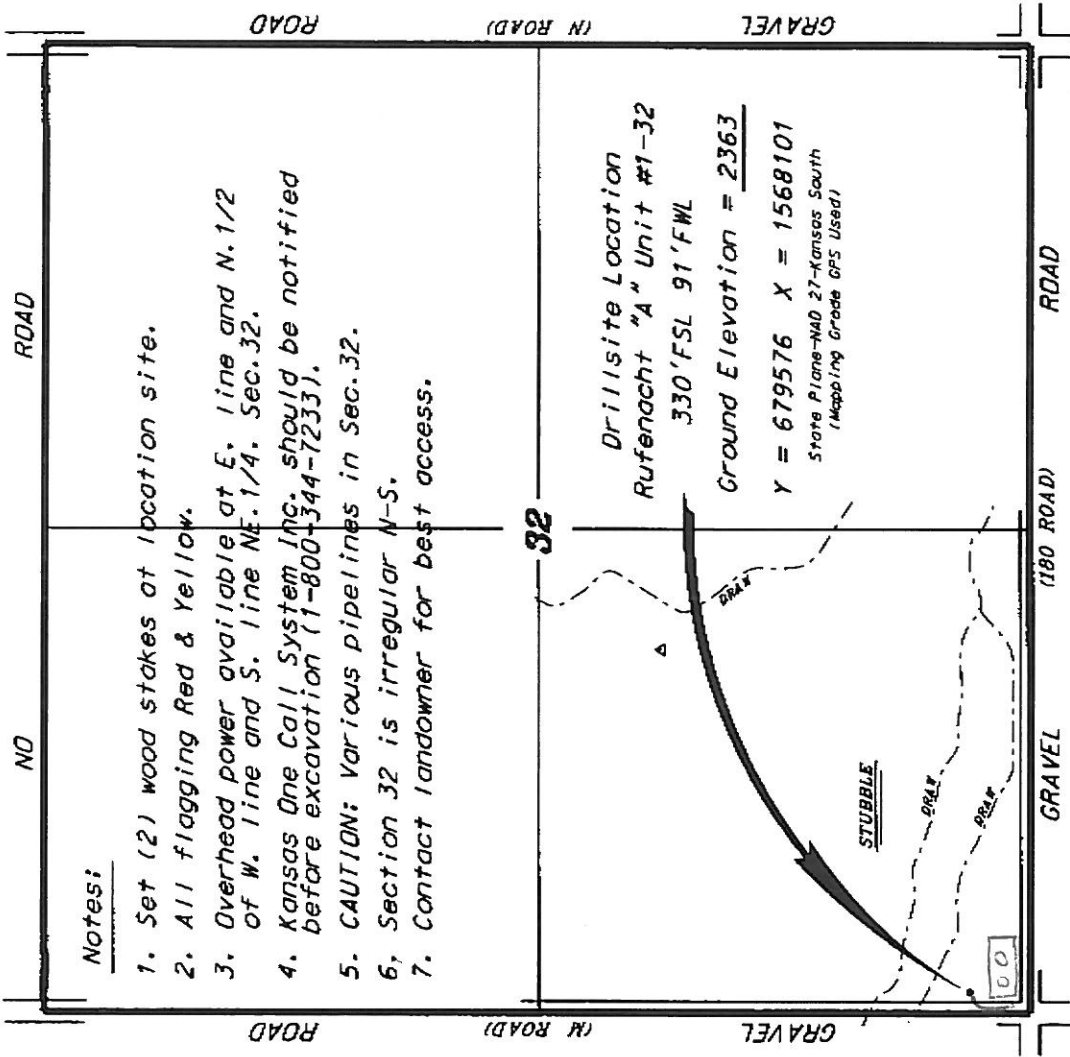 NO ROAD
Notes:
1. Set (2) wood stakes at location site.
2. All flagging Red & Yellow.
3. Overhead power available at E. line and N.1/2
of W. line and S. line NE.1/4. Sec.32.
4. Kansas One Call System Inc. should be notified
before excavation (1-800-344-7233).
5. CAUTION: Various pipelines in Sec.32.
6. Section 32 is irregular N-S.
7. Contact landowner for best access.
ROAD (M ROAD) GRAVEL
ROAD (N ROAD) GRAVEL
32
Drillsite Location
Rufenacht "A" Unit #1-32
330'FSL 91'FWL
Ground Elevation = 2363
Y = 679576 X = 1568101
State Plane-NAD 27-Kansas South
(Mapping Grade GPS Used)
DRAW
STUBBLE
DRAW
DRAW
GRAVEL (180 ROAD) ROAD